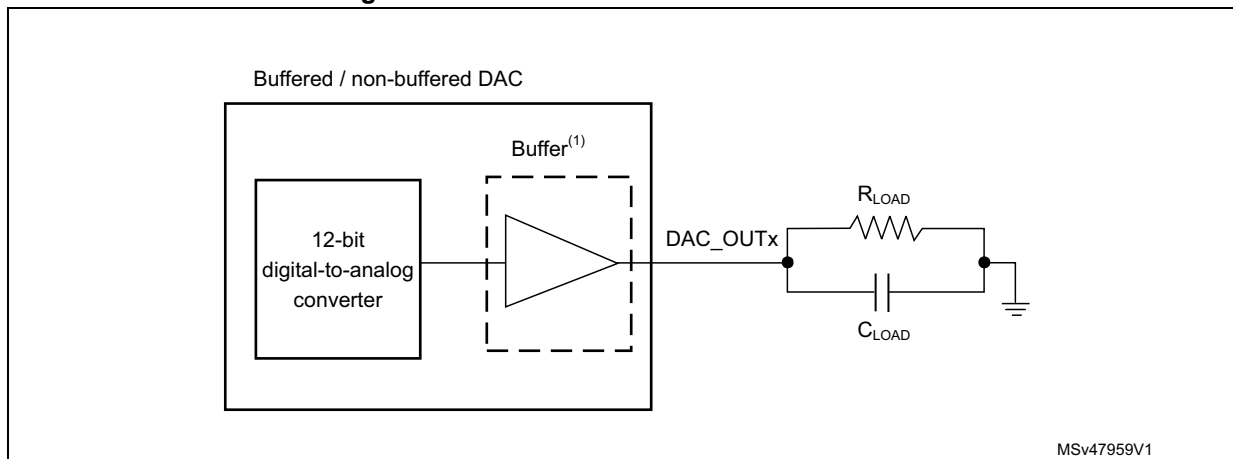 Buffered / non-buffered DAC
Buffer(1)
12-bit
digital-to-analog
converter
DAC_OUTx
RLOAD
CLOAD
MSv47959V1